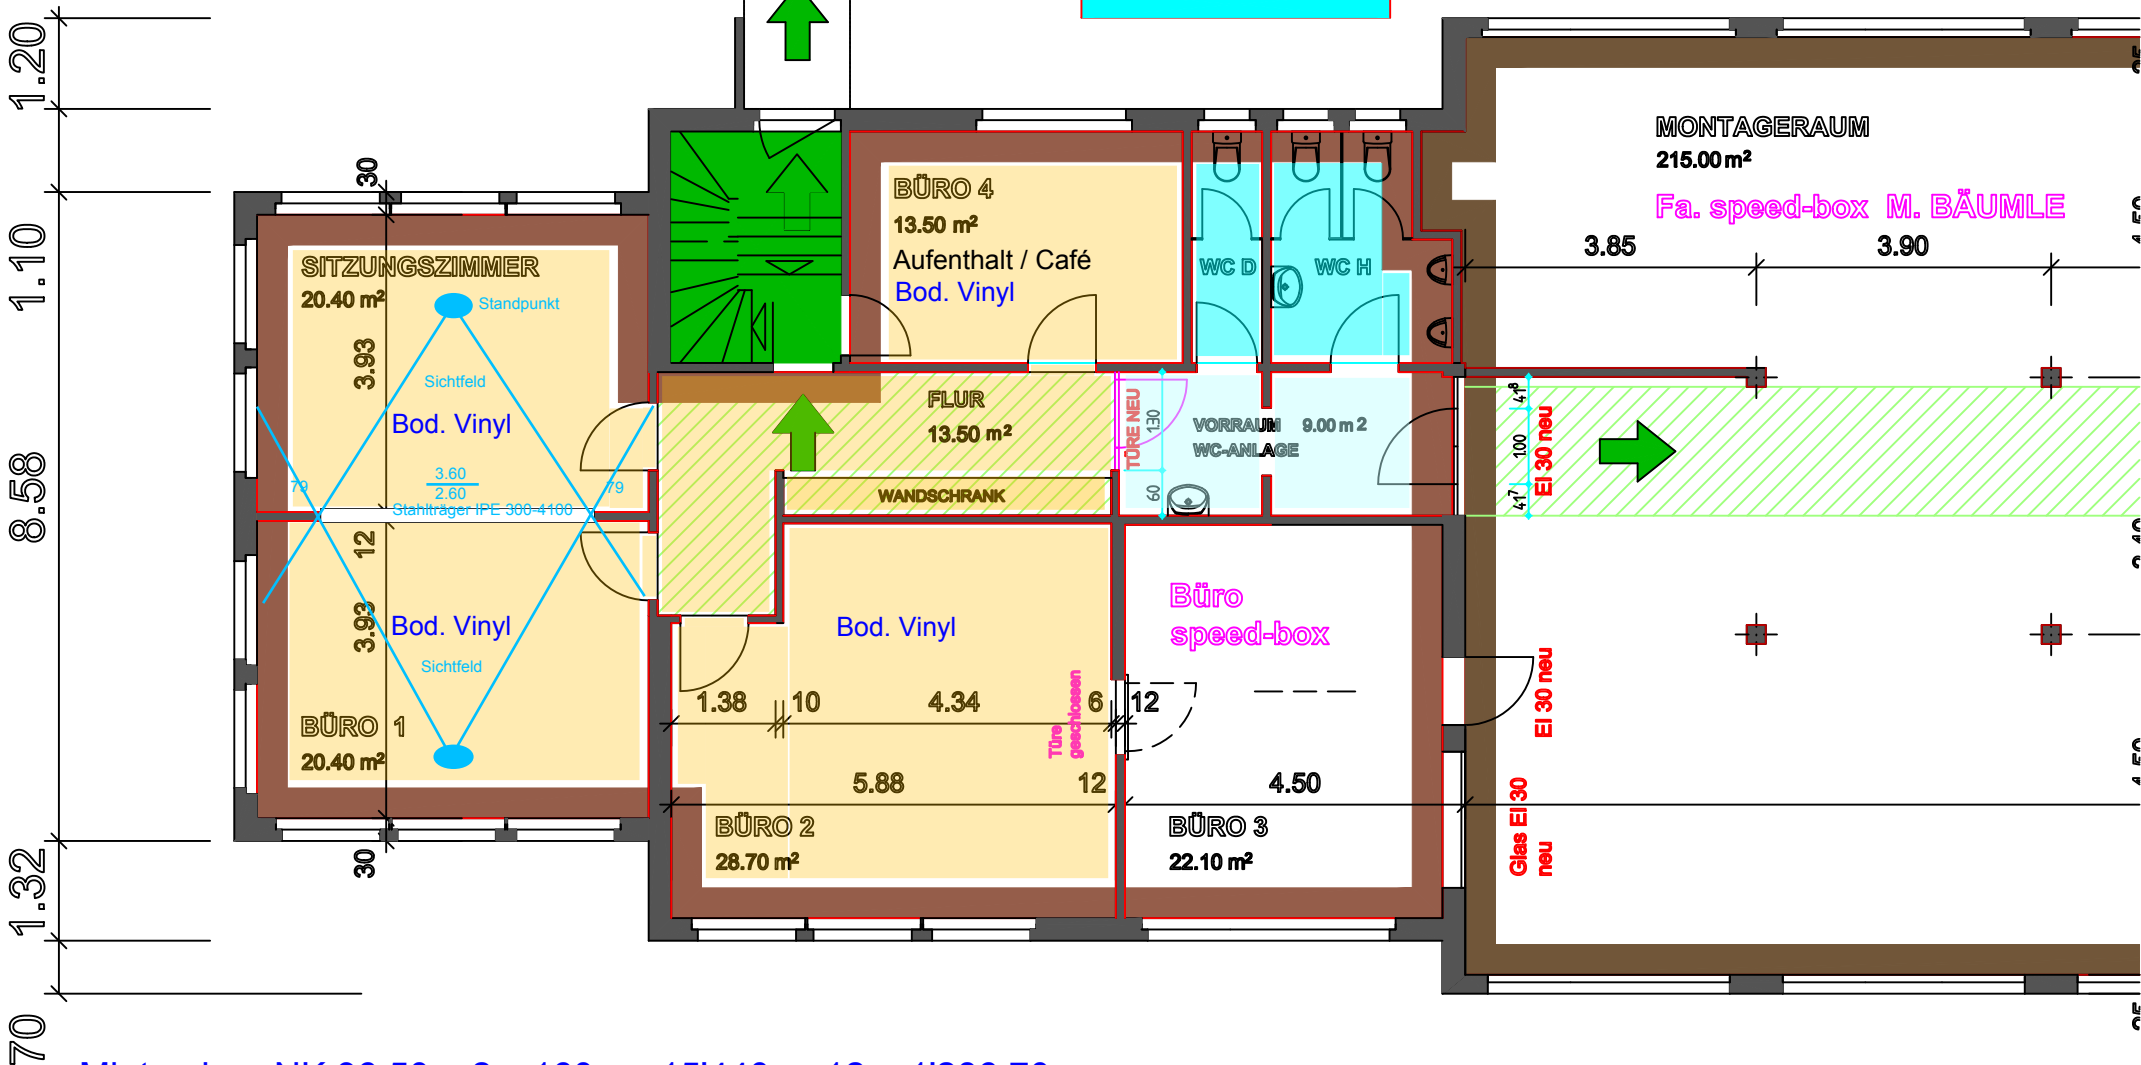 1.20
1.10
8.58
1.32
70
30
SITZUNGSZIMMER
20.40 m²
Standpunkt
3.93
Sichtfeld
Bod. Vinyl
3.60
2.60
79
79
Stahlträger IPE 300-4100
12
3.93
Bod. Vinyl
Sichtfeld
BÜRO 1
20.40 m²
30
BÜRO 4
13.50 m²
Aufenthalt / Café
Bod. Vinyl
WC D
WC H
FLUR
13.50 m²
WANDSCHRANK
TÜRE NEU
1.30
60
VORRAUM 9.00 m 2
WC-ANLAGE
Bod. Vinyl
1.38
10
4.34
6
12
Türe
geschlossen
5.88
12
4.50
BÜRO 2
28.70 m²
Büro
speed-box
BÜRO 3
22.10 m²
MONTAGERAUM
215.00 m²
Fa. speed-box M. BÄUMLE
3.85
3.90
41⁸
1.00
41⁷
EI 30 neu
EI 30 neu
Glas EI 30
neu